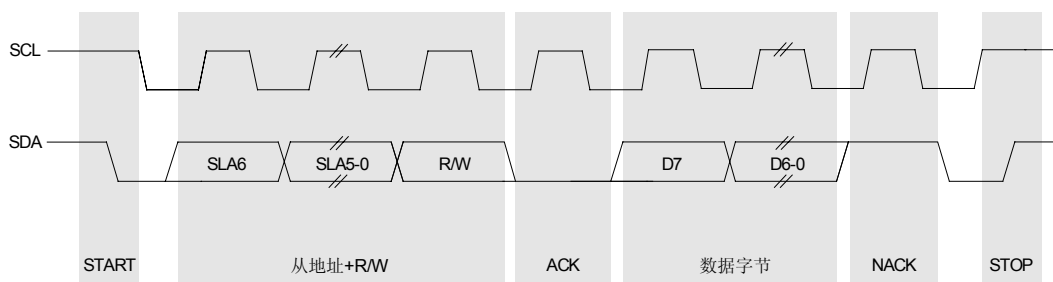 SCL
SDA
SLA6 SLA5-0 R/W D7 D6-0
START 从地址+R/W ACK 数据字节 NACK STOP